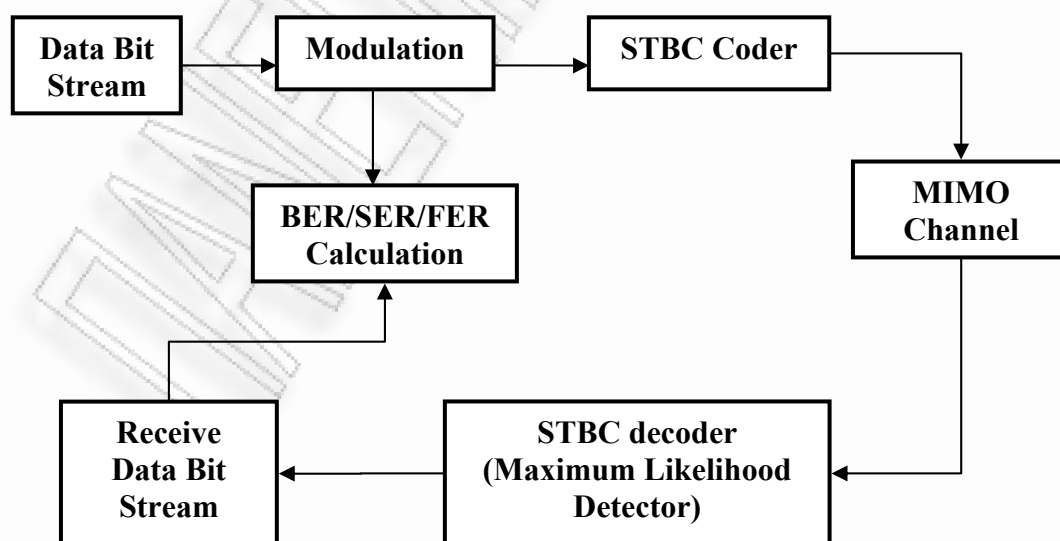 Data Bit
Stream
Modulation
STBC Coder
MIMO
Channel
BER/SER/FER
Calculation
Receive
Data Bit
Stream
STBC decoder
(Maximum Likelihood
Detector)